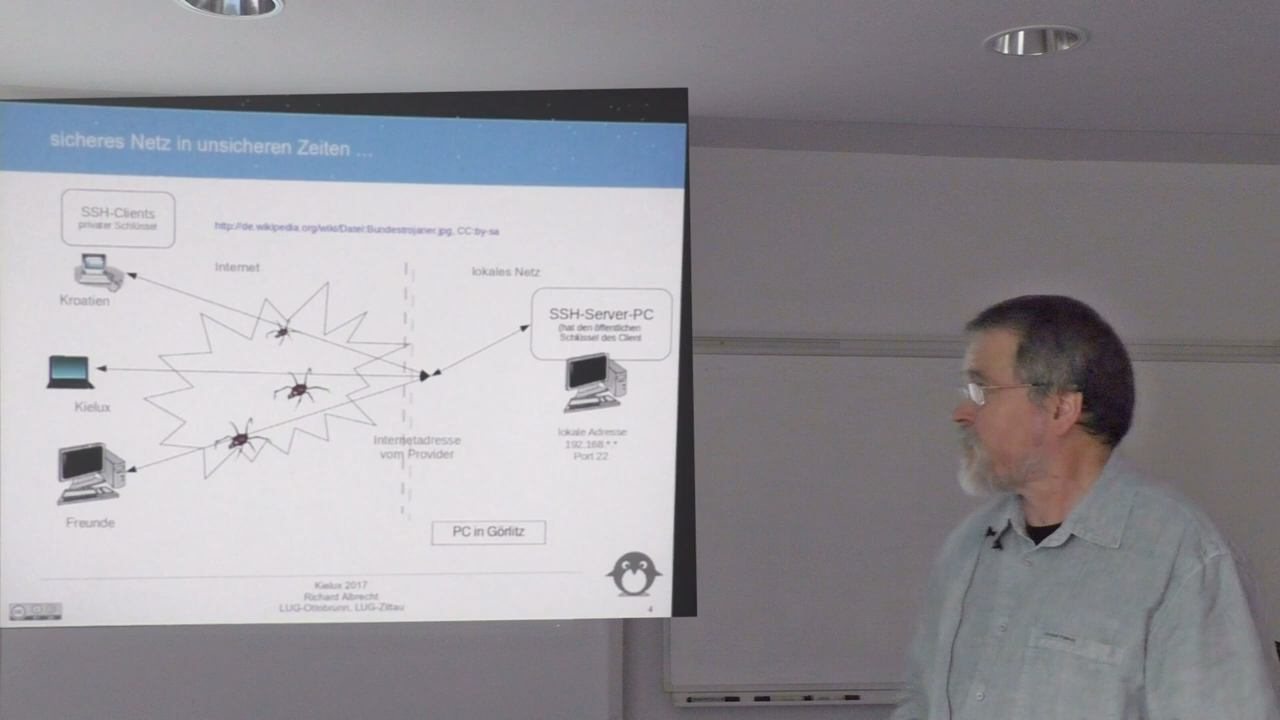 sicheres Netz in unsicheren Zeiten ...
SSH-Clients
privater Schlüssel
http://de.wikipedia.org/wiki/Datei:Bundestrojaner.jpg, CC:by-sa
Internet
lokales Netz
Kroatien
SSH-Server-PC
(hat den öffentlichen
Schlüssel des Client
Kielux
Internetadresse
vom Provider
lokale Adresse
192.168.*.*
Port 22
Freunde
PC in Görlitz
Kielux 2017
Richard Albrecht
LUG-Ottobrunn, LUG-Zittau
4